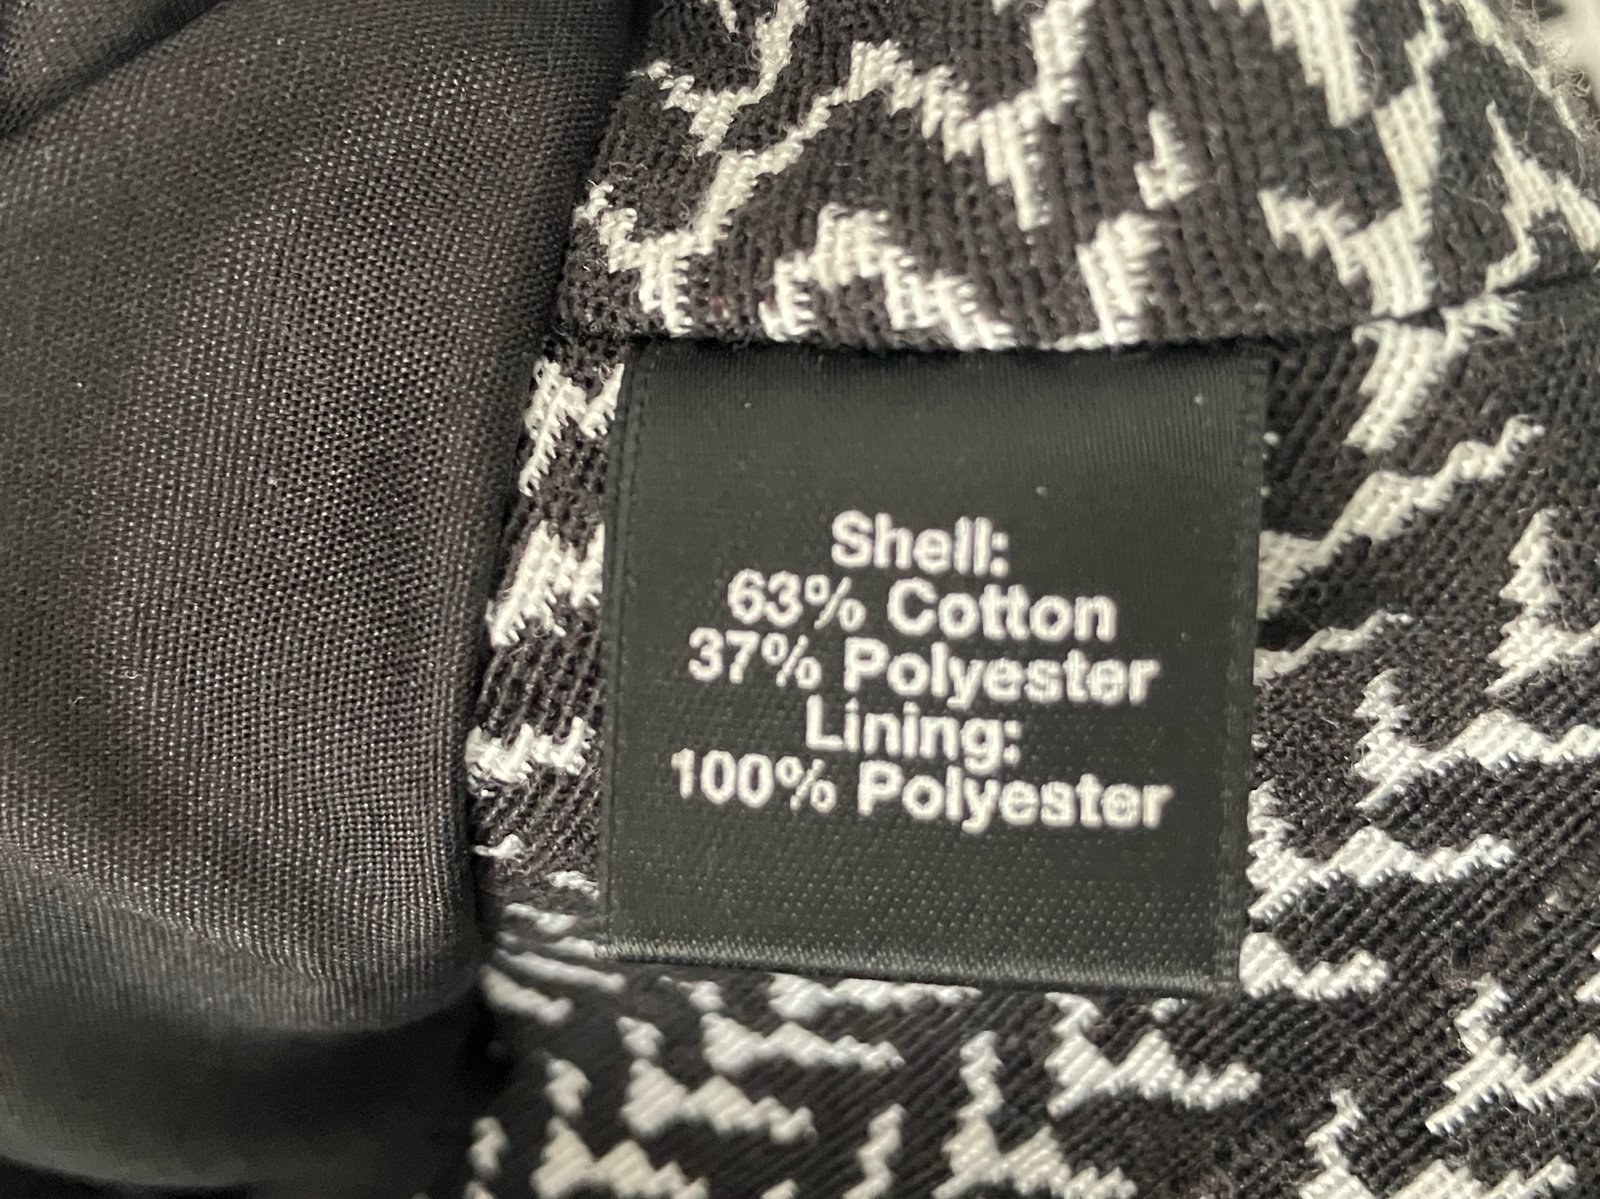 Shell:
63% Cotton
37% Polyester
Lining:
100% Polyester